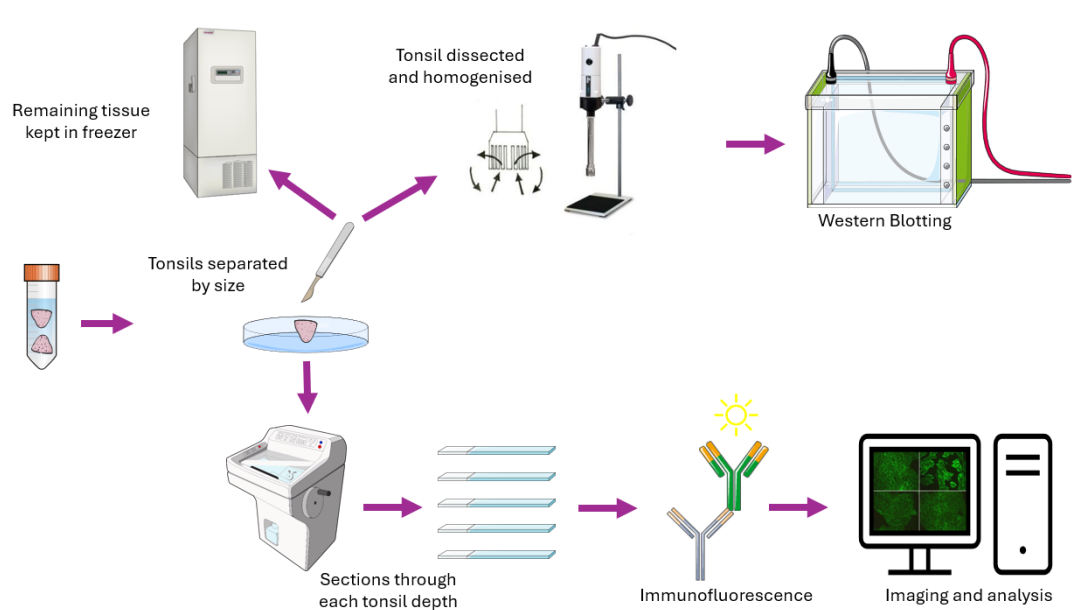 Remaining tissue
kept in freezer
Tonsil dissected
and homogenised
Western Blotting
Tonsils separated
by size
Sections through
each tonsil depth
Immunofluorescence
Imaging and analysis